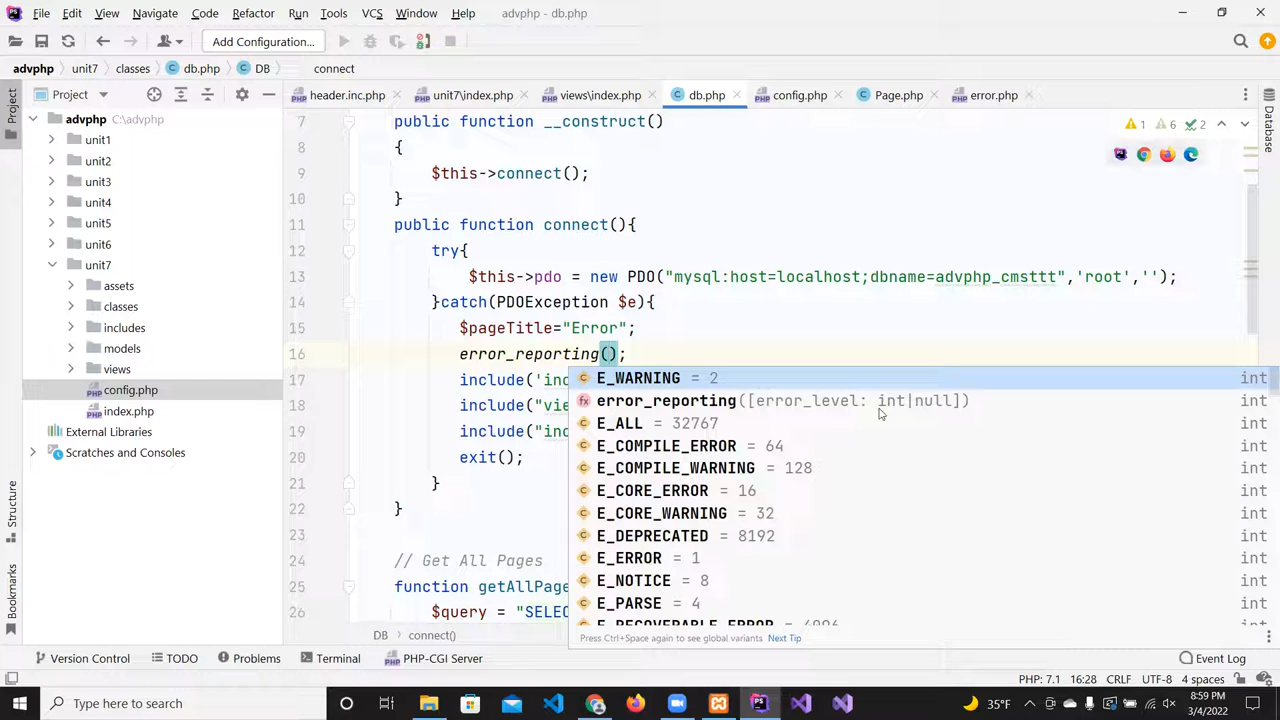 File Edit View Navigate Code Refactor Run Tools VCS Window Help advphp - db.php
Add Configuration...
advphp unit7 classes db.php DB connect
Project
header.inc.php unit7\index.php views\index.php db.php config.php Page.php error.php
Project
Structure
Bookmarks
Database
advphp C:\advphp
unit1
unit2
unit3
unit4
unit5
unit6
unit7
assets
classes
includes
models
views
config.php
index.php
External Libraries
Scratches and Consoles
1 6 2
7 public function __construct()
8 {
9 $this->connect();
10 }
11 public function connect(){
12 try{
13 $this->pdo = new PDO("mysql:host=localhost;dbname=advphp_cmsttt",'root','');
14 }catch(PDOException $e){
15 $pageTitle="Error";
16 error_reporting();
17 include('inc
18 include("vie
19 include("inc
20 exit();
21 }
22 }
23
24 // Get All Pages
25 function getAllPage
26 $query = "SELEC
E_WARNING = 2 int
error_reporting([error_level: int|null]) int
E_ALL = 32767 int
E_COMPILE_ERROR = 64 int
E_COMPILE_WARNING = 128 int
E_CORE_ERROR = 16 int
E_CORE_WARNING = 32 int
E_DEPRECATED = 8192 int
E_ERROR = 1 int
E_NOTICE = 8 int
E_PARSE = 4 int
E_RECOVERABLE_ERROR = 4096 int
Press Ctrl+Space again to see global variants Next Tip
DB connect()
Version Control TODO Problems Terminal PHP-CGI Server Event Log
PHP: 7.1 16:28 CRLF UTF-8 4 spaces
Type here to search
35°F
8:59 PM
3/4/2022